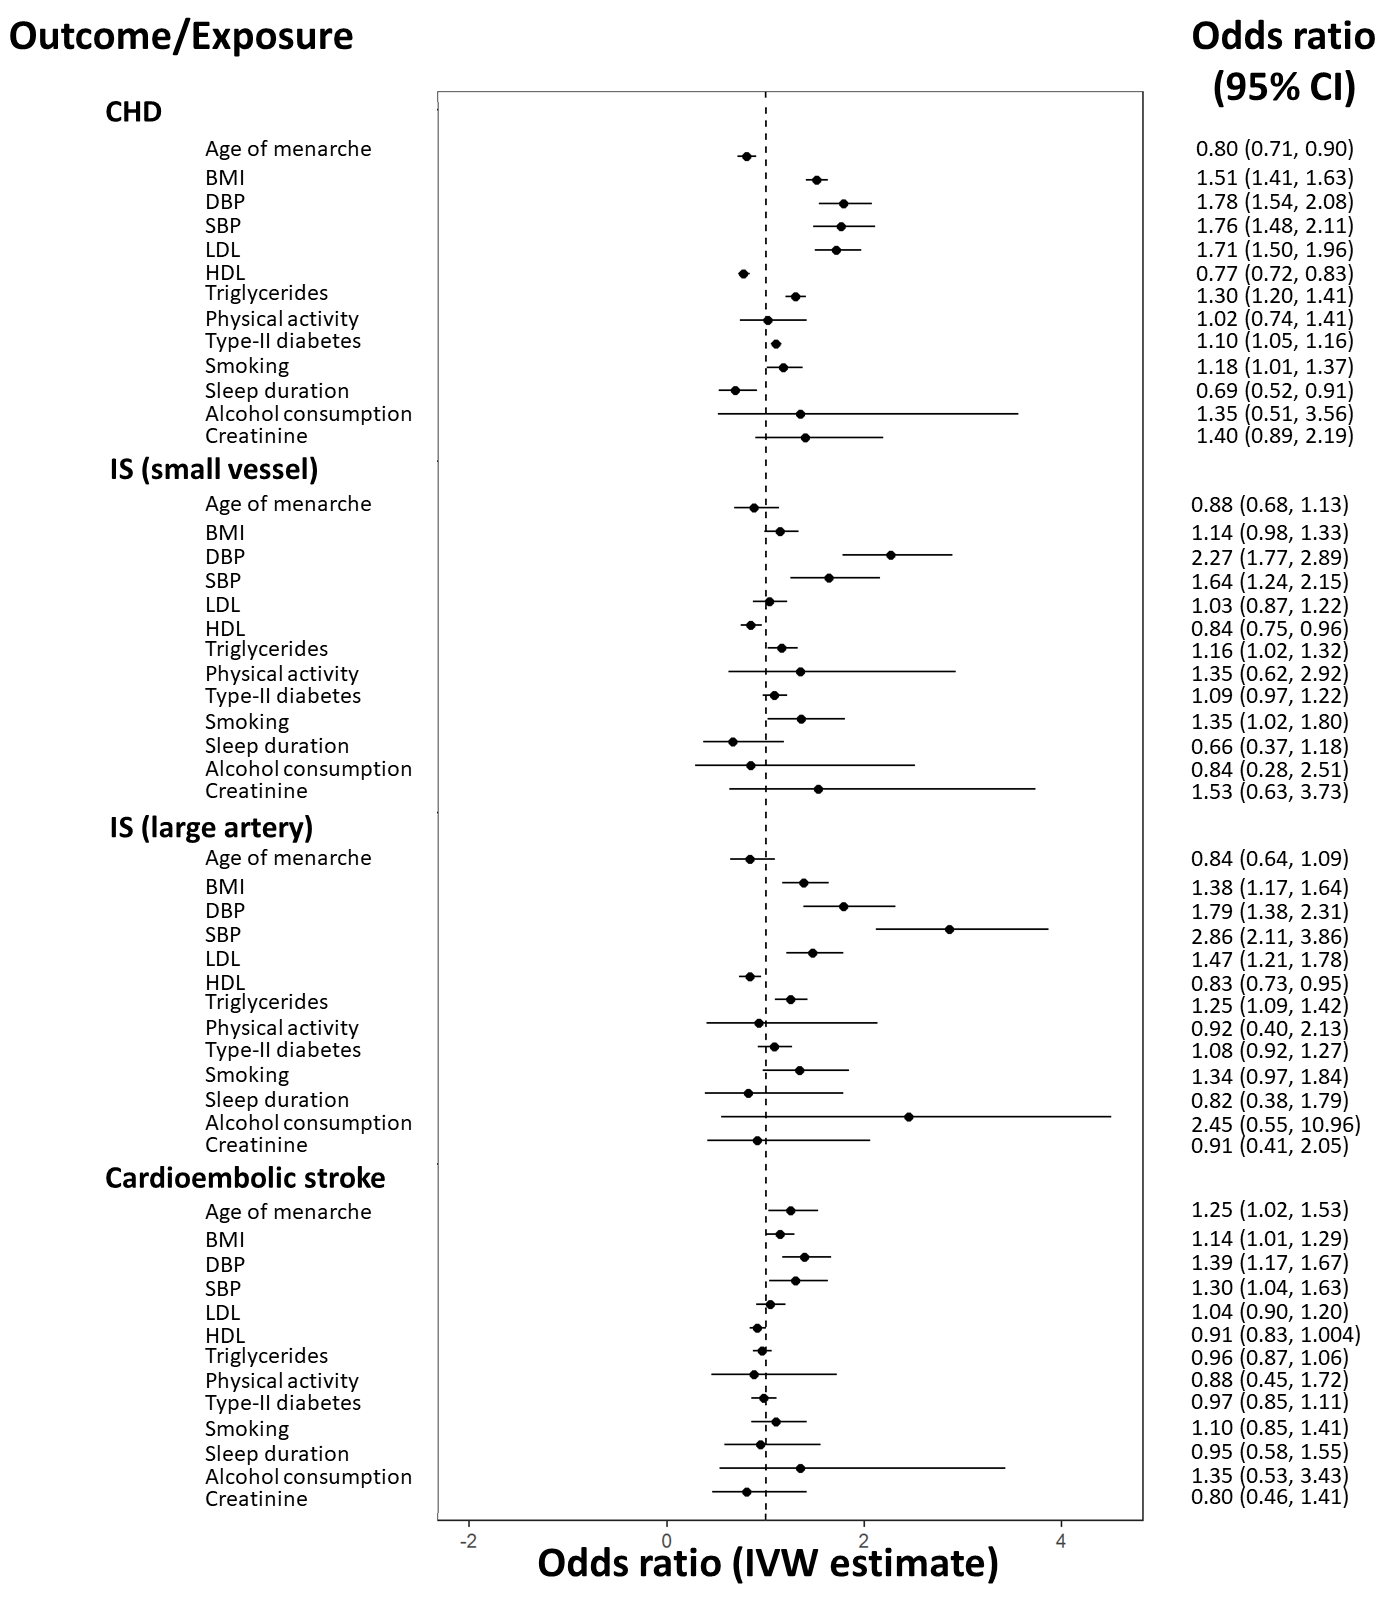 Outcome/Exposure Odds ratio
(95% CI)
CHD
Age of menarche 0.80 (0.71, 0.90)
BMI 1.51 (1.41, 1.63)
DBP 1.78 (1.54, 2.08)
SBP 1.76 (1.48, 2.11)
LDL 1.71 (1.50, 1.96)
HDL 0.77 (0.72, 0.83)
Triglycerides 1.30 (1.20, 1.41)
Physical activity 1.02 (0.74, 1.41)
Type-II diabetes 1.10 (1.05, 1.16)
Smoking 1.18 (1.01, 1.37)
Sleep duration 0.69 (0.52, 0.91)
Alcohol consumption 1.35 (0.51, 3.56)
Creatinine 1.40 (0.89, 2.19)
IS (small vessel)
Age of menarche 0.88 (0.68, 1.13)
BMI 1.14 (0.98, 1.33)
DBP 2.27 (1.77, 2.89)
SBP 1.64 (1.24, 2.15)
LDL 1.03 (0.87, 1.22)
HDL 0.84 (0.75, 0.96)
Triglycerides 1.16 (1.02, 1.32)
Physical activity 1.35 (0.62, 2.92)
Type-II diabetes 1.09 (0.97, 1.22)
Smoking 1.35 (1.02, 1.80)
Sleep duration 0.66 (0.37, 1.18)
Alcohol consumption 0.84 (0.28, 2.51)
Creatinine 1.53 (0.63, 3.73)
IS (large artery)
Age of menarche 0.84 (0.64, 1.09)
BMI 1.38 (1.17, 1.64)
DBP 1.79 (1.38, 2.31)
SBP 2.86 (2.11, 3.86)
LDL 1.47 (1.21, 1.78)
HDL 0.83 (0.73, 0.95)
Triglycerides 1.25 (1.09, 1.42)
Physical activity 0.92 (0.40, 2.13)
Type-II diabetes 1.08 (0.92, 1.27)
Smoking 1.34 (0.97, 1.84)
Sleep duration 0.82 (0.38, 1.79)
Alcohol consumption 2.45 (0.55, 10.96)
Creatinine 0.91 (0.41, 2.05)
Cardioembolic stroke
Age of menarche 1.25 (1.02, 1.53)
BMI 1.14 (1.01, 1.29)
DBP 1.39 (1.17, 1.67)
SBP 1.30 (1.04, 1.63)
LDL 1.04 (0.90, 1.20)
HDL 0.91 (0.83, 1.004)
Triglycerides 0.96 (0.87, 1.06)
Physical activity 0.88 (0.45, 1.72)
Type-II diabetes 0.97 (0.85, 1.11)
Smoking 1.10 (0.85, 1.41)
Sleep duration 0.95 (0.58, 1.55)
Alcohol consumption 1.35 (0.53, 3.43)
Creatinine 0.80 (0.46, 1.41)
-2 0 2 4
Odds ratio (IVW estimate)